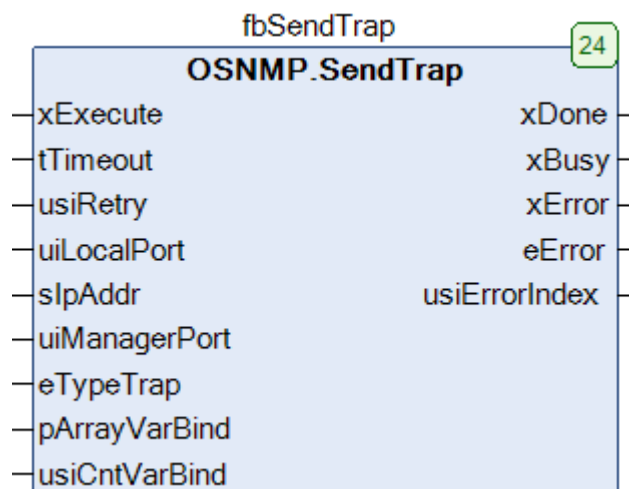 fbSendTrap
24
OSNMP.SendTrap
xExecute xDone
tTimeout xBusy
usiRetry xError
uiLocalPort eError
sIpAddr usiErrorIndex
uiManagerPort
eTypeTrap
pArrayVarBind
usiCntVarBind